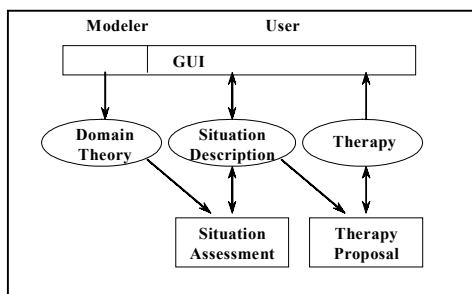 Modeler User
GUI
Domain
Theory
Situation
Description
Therapy
Situation
Assessment
Therapy
Proposal